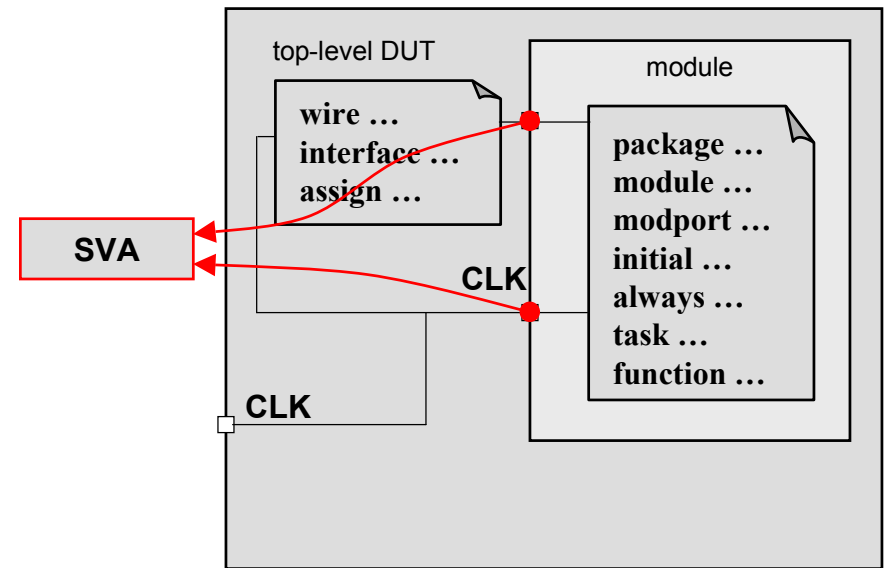 top-level DUT
module
wire …
interface …
assign …
package …
module …
modport …
initial …
always …
task …
function …
SVA
CLK
CLK